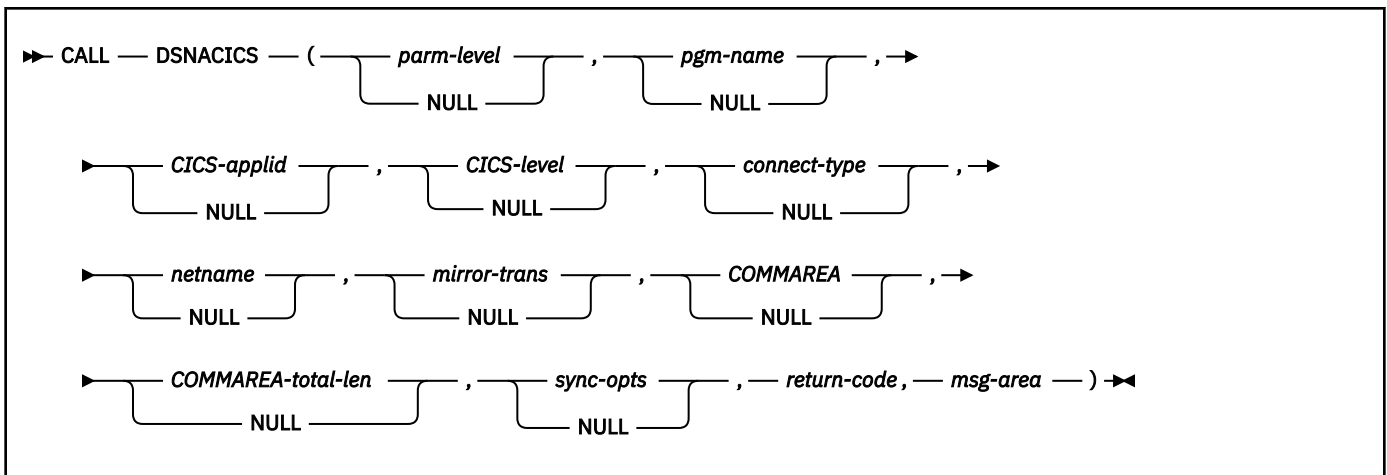 CALL DSNACICS ( parm-level , pgm-name ,
NULL NULL
CICS-applid , CICS-level , connect-type ,
NULL NULL NULL
netname , mirror-trans , COMMAREA ,
NULL NULL NULL
COMMAREA-total-len , sync-opts , return-code , msg-area )
NULL NULL